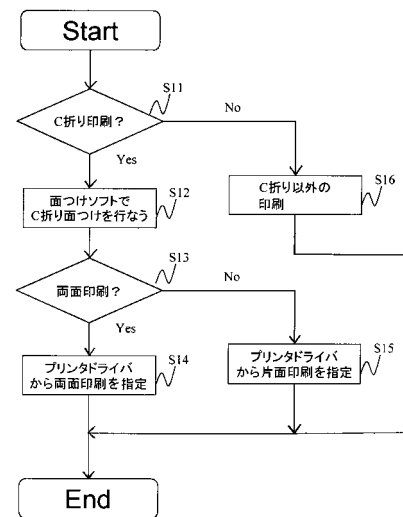 Start
S11
C折り印刷？
No
Yes
S12
面つけソフトで
C折り面つけを行なう
S16
C折り以外の
印刷
S13
両面印刷？
No
Yes
S14
プリンタドライバ
から両面印刷を指定
S15
プリンタドライバ
から片面印刷を指定
End